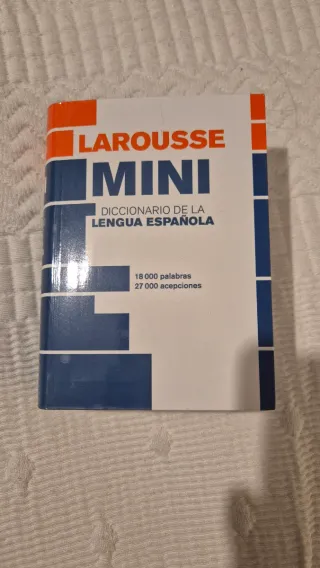 LAROUSSE
MINI
DICCIONARIO DE LA
LENGUA ESPAÑOLA
18 000 palabras
27 000 acepciones